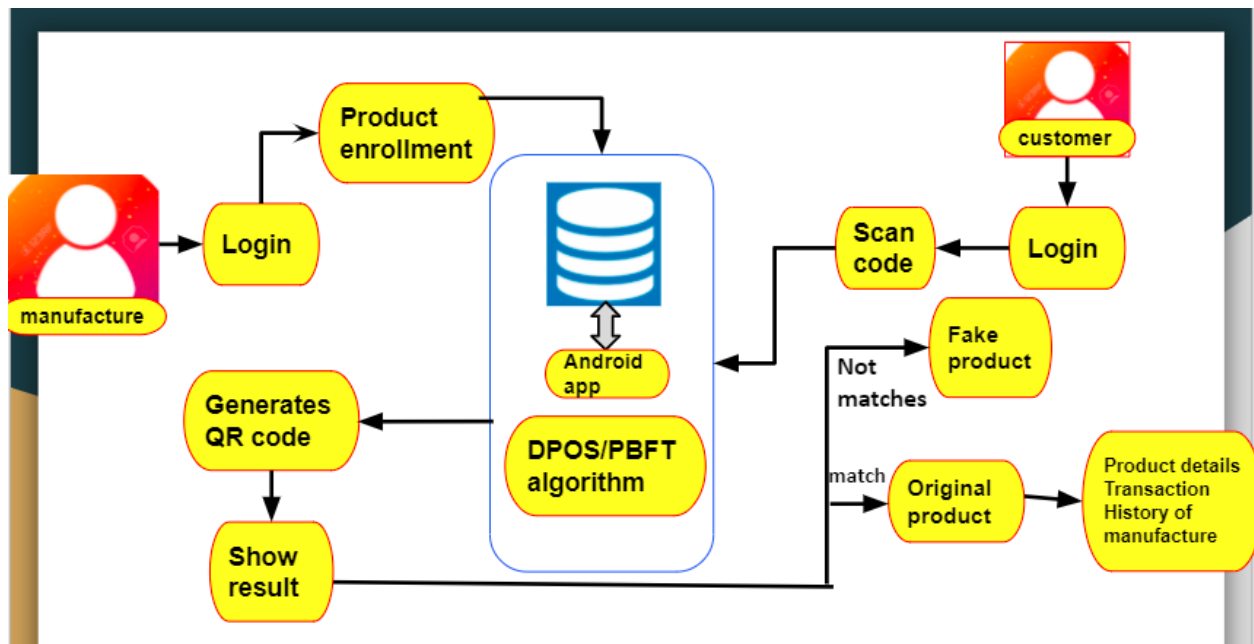 Product
enrollment
customer
Login
Scan
code
Login
manufacture
Android
app
Fake
product
Not
matches
Generates
QR code
DPOS/PBFT
algorithm
match
Original
product
Product details
Transaction
History of
manufacture
Show
result